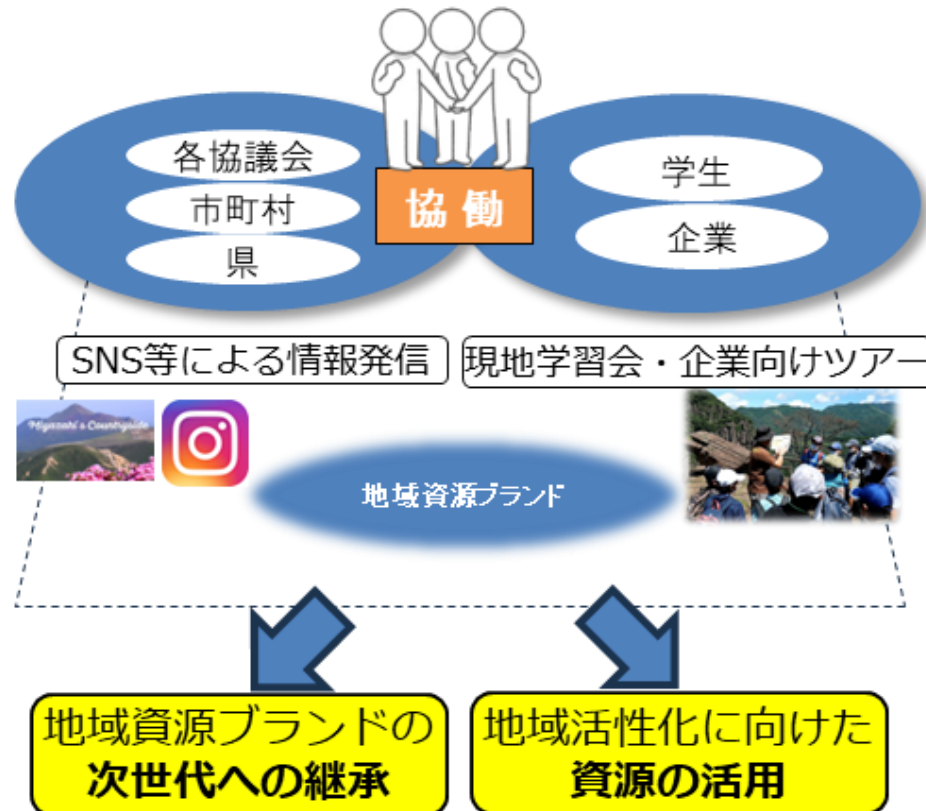 各協議会
市町村
県
協働
学生
企業
SNS等による情報発信
現地学習会・企業向けツアー
Miyazaki's Countryside
地域資源ブランド
地域資源ブランドの
次世代への継承
地域活性化に向けた
資源の活用